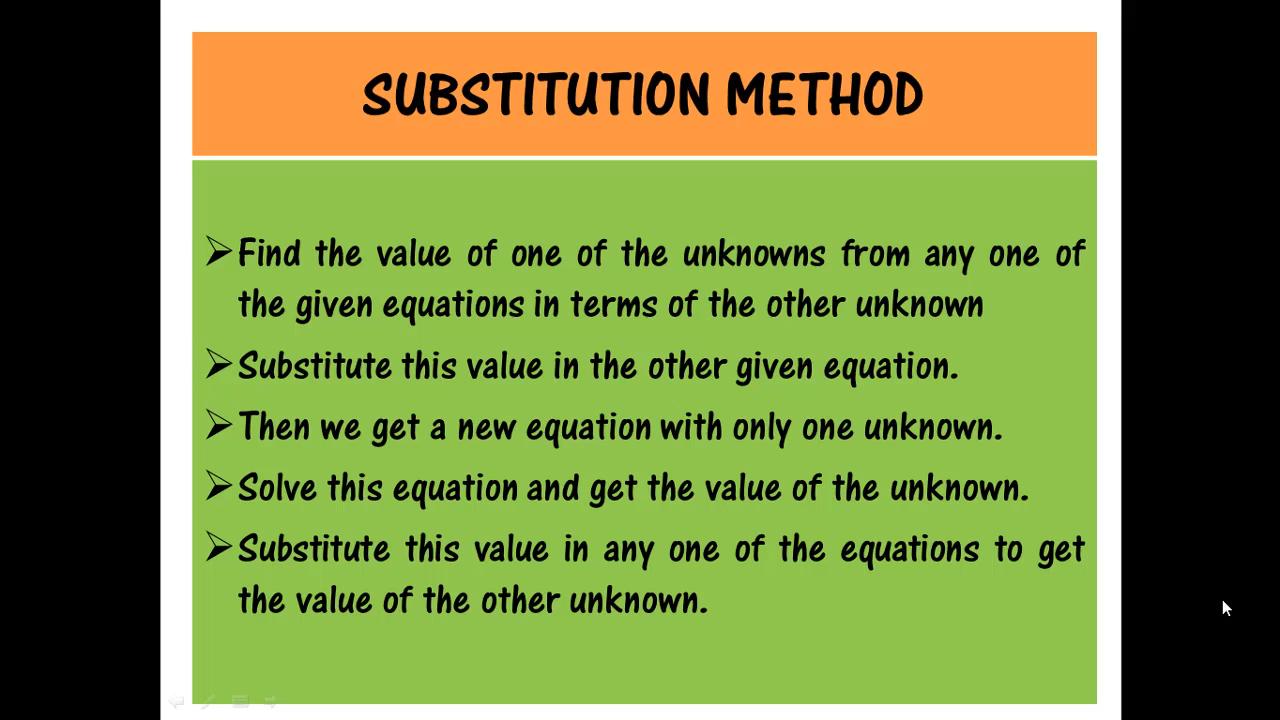 SUBSTITUTION METHOD
➢Find the value of one of the unknowns from any one of
the given equations in terms of the other unknown
➢Substitute this value in the other given equation.
➢Then we get a new equation with only one unknown.
➢Solve this equation and get the value of the unknown.
➢Substitute this value in any one of the equations to get
the value of the other unknown.